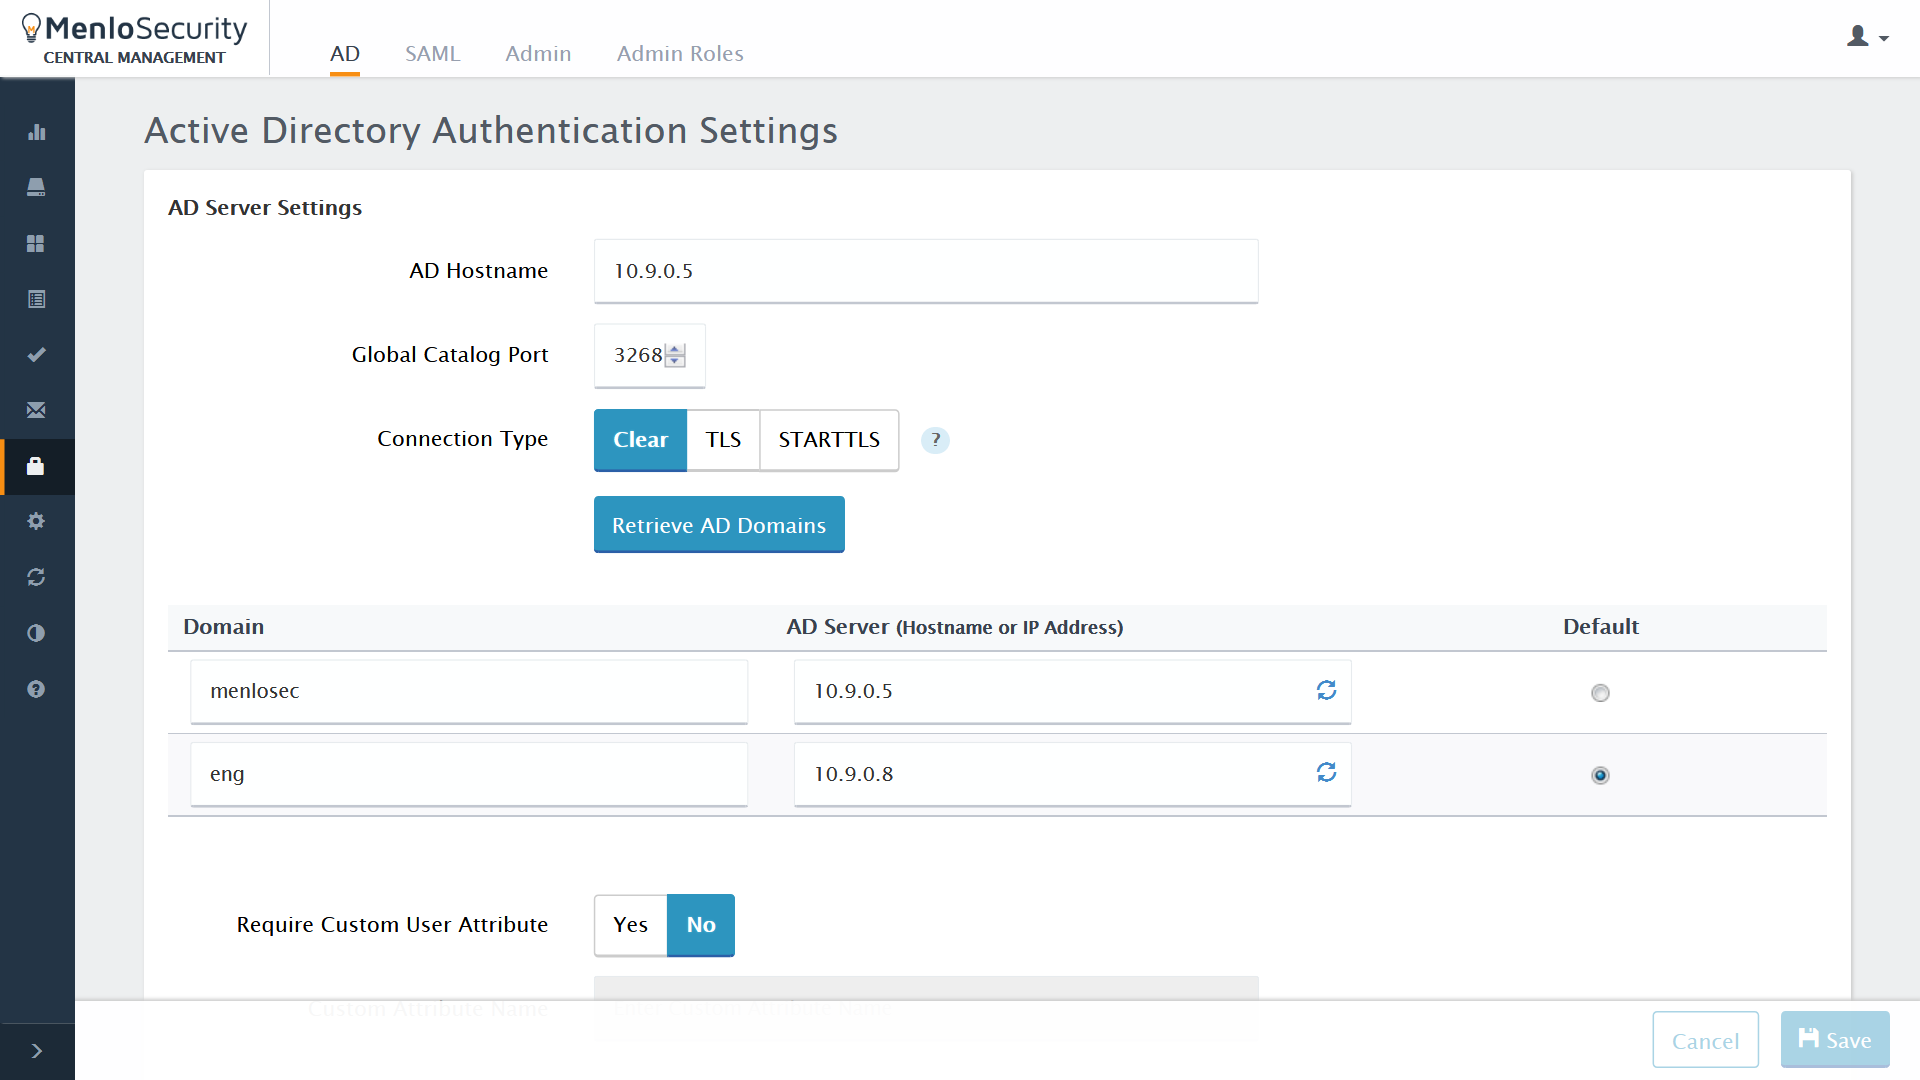 MenloSecurity
CENTRAL MANAGEMENT
AD SAML Admin Admin Roles
Active Directory Authentication Settings
AD Server Settings
AD Hostname 10.9.0.5
Global Catalog Port 3268
Connection Type Clear TLS STARTTLS ?
Retrieve AD Domains
Domain AD Server (Hostname or IP Address) Default
menlosec 10.9.0.5
eng 10.9.0.8
Require Custom User Attribute Yes No
Custom Attribute Name Enter Custom Attribute Name
Cancel Save